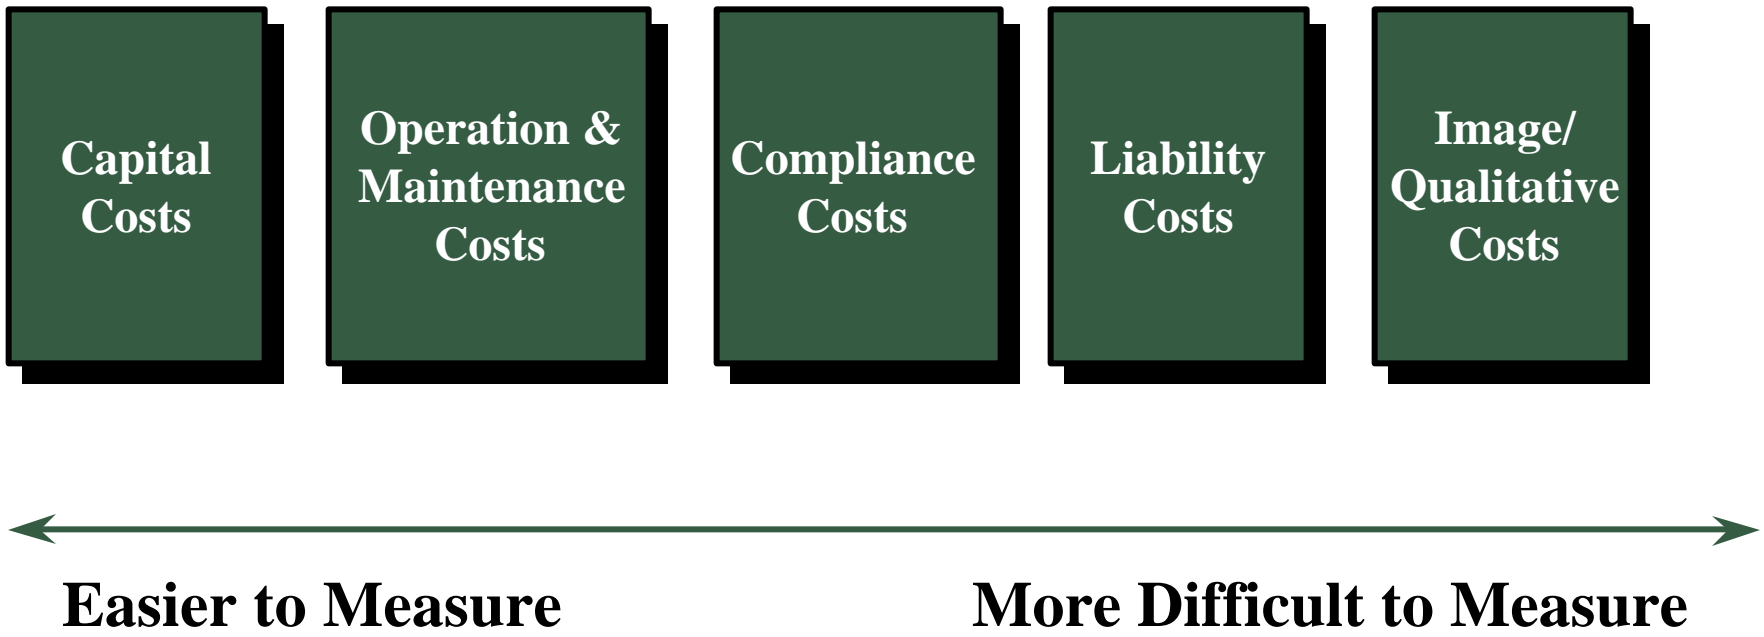 Capital
Costs
Operation &
Maintenance
Costs
Compliance
Costs
Liability
Costs
Image/
Qualitative
Costs
Easier to Measure
More Difficult to Measure